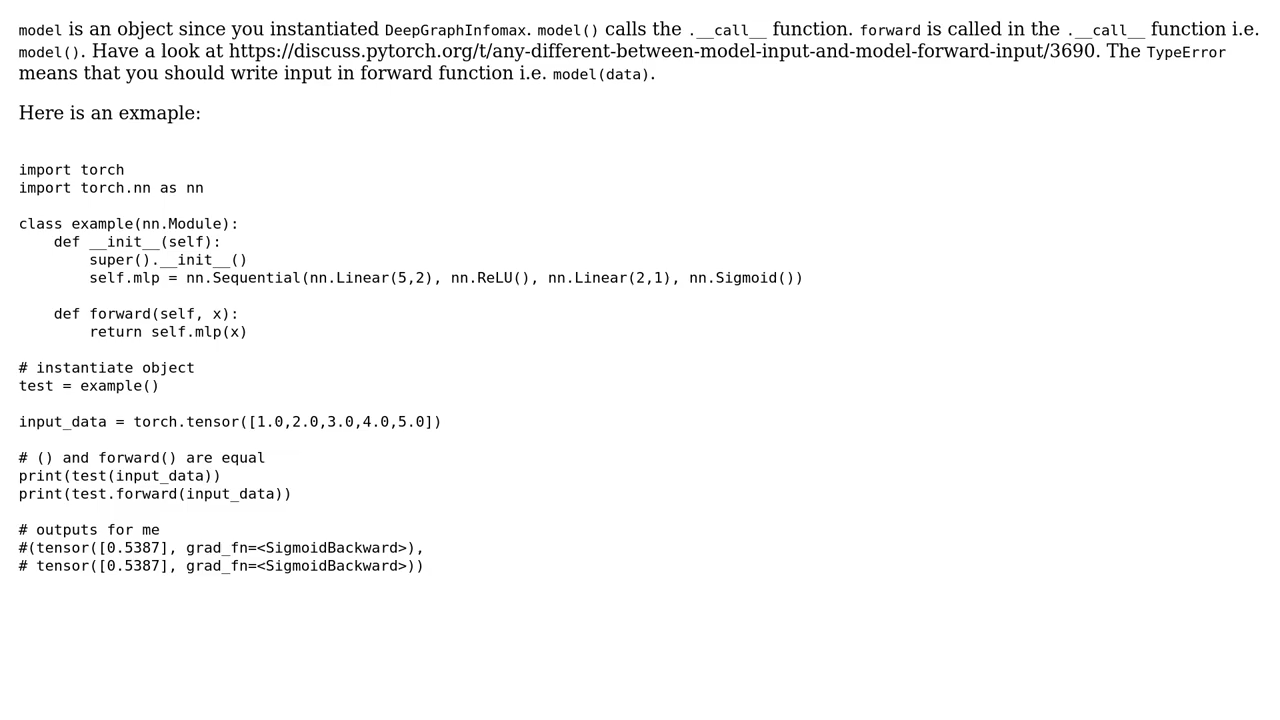 model is an object since you instantiated DeepGraphInfomax. model() calls the .__call__ function. forward is called in the .__call__ function i.e.
model(). Have a look at https://discuss.pytorch.org/t/any-different-between-model-input-and-model-forward-input/3690. The TypeError
means that you should write input in forward function i.e. model(data).
Here is an exmaple:
import torch
import torch.nn as nn
class example(nn.Module):
    def __init__(self):
        super().__init__()
        self.mlp = nn.Sequential(nn.Linear(5,2), nn.ReLU(), nn.Linear(2,1), nn.Sigmoid())
    def forward(self, x):
        return self.mlp(x)
# instantiate object
test = example()
input_data = torch.tensor([1.0,2.0,3.0,4.0,5.0])
# () and forward() are equal
print(test(input_data))
print(test.forward(input_data))
# outputs for me
#(tensor([0.5387], grad_fn=<SigmoidBackward>),
# tensor([0.5387], grad_fn=<SigmoidBackward>))